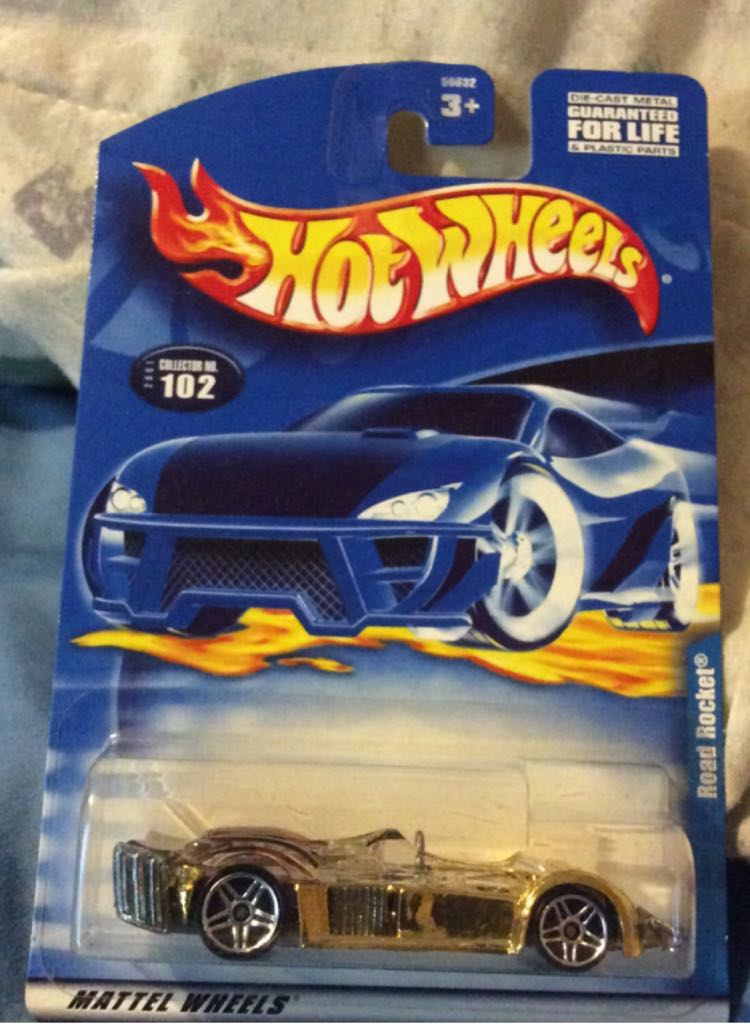 50632
3+
DIE-CAST METAL
GUARANTEED
FOR LIFE
& PLASTIC PARTS
HOT WHEELS®
2001
COLLECTOR NO.
102
Road Rocket®
MATTEL WHEELS